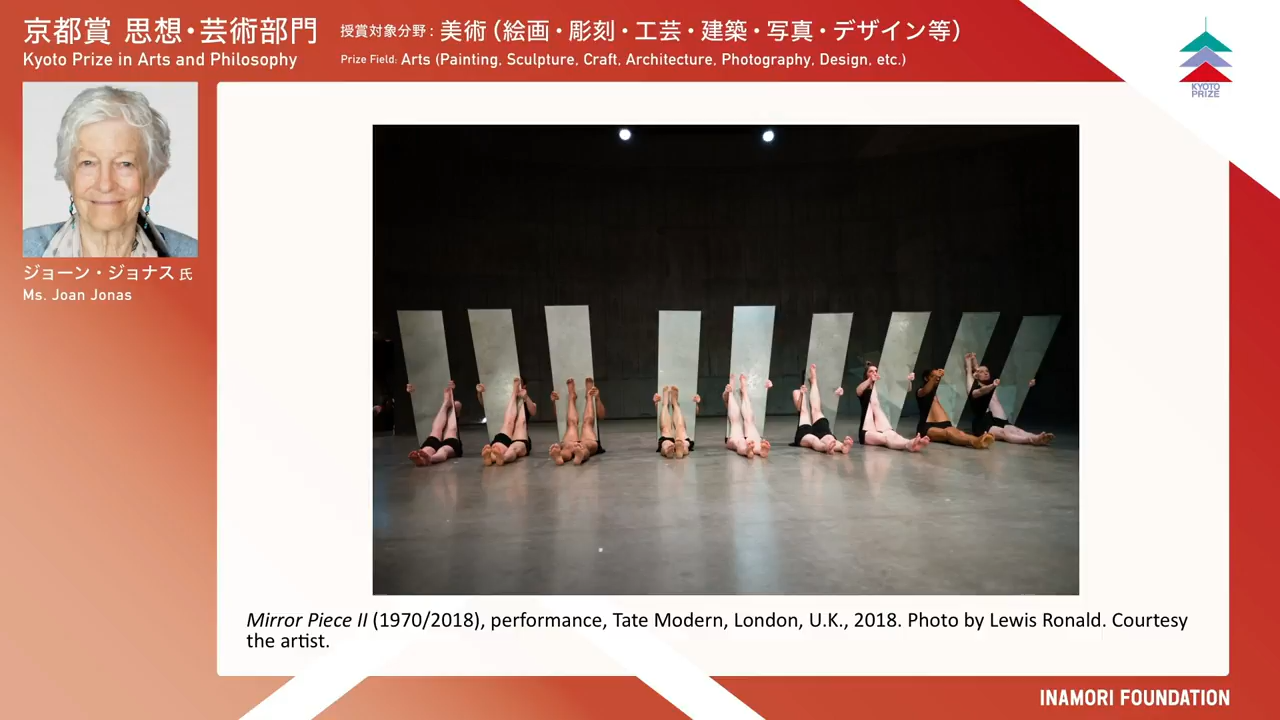 京都賞 思想・芸術部門
Kyoto Prize in Arts and Philosophy
授賞対象分野：美術（絵画・彫刻・工芸・建築・写真・デザイン等）
Prize Field: Arts (Painting, Sculpture, Craft, Architecture, Photography, Design, etc.)
KYOTO
PRIZE
ジョーン・ジョナス 氏
Ms. Joan Jonas
Mirror Piece II (1970/2018), performance, Tate Modern, London, U.K., 2018. Photo by Lewis Ronald. Courtesy
the artist.
INAMORI FOUNDATION